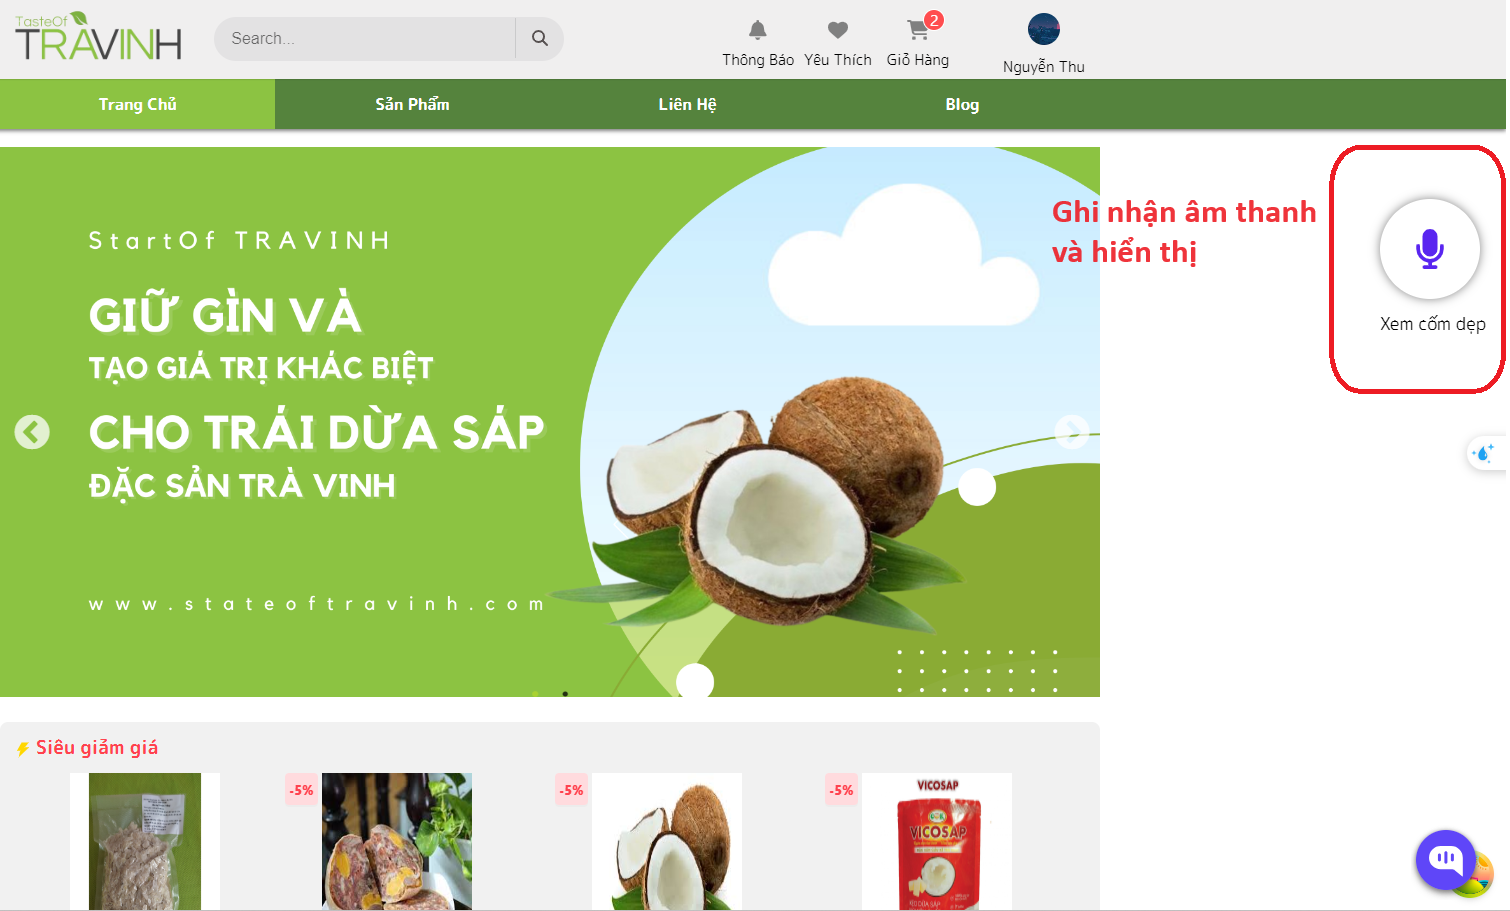 TasteOf
TRAVINH
Search...
2
Thông Báo
Yêu Thích
Giỏ Hàng
Nguyễn Thu
Trang Chủ
Sản Phẩm
Liên Hệ
Blog
StartOf TRAVINH
GIỮ GÌN VÀ
TẠO GIÁ TRỊ KHÁC BIỆT
CHO TRÁI DỪA SÁP
ĐẶC SẢN TRÀ VINH
www.stateoftravinh.com
Ghi nhận âm thanh
và hiển thị
Xem cốm dẹp
Siêu giảm giá
-5%
-5%
-5%
VICOSAP
VICOSAP